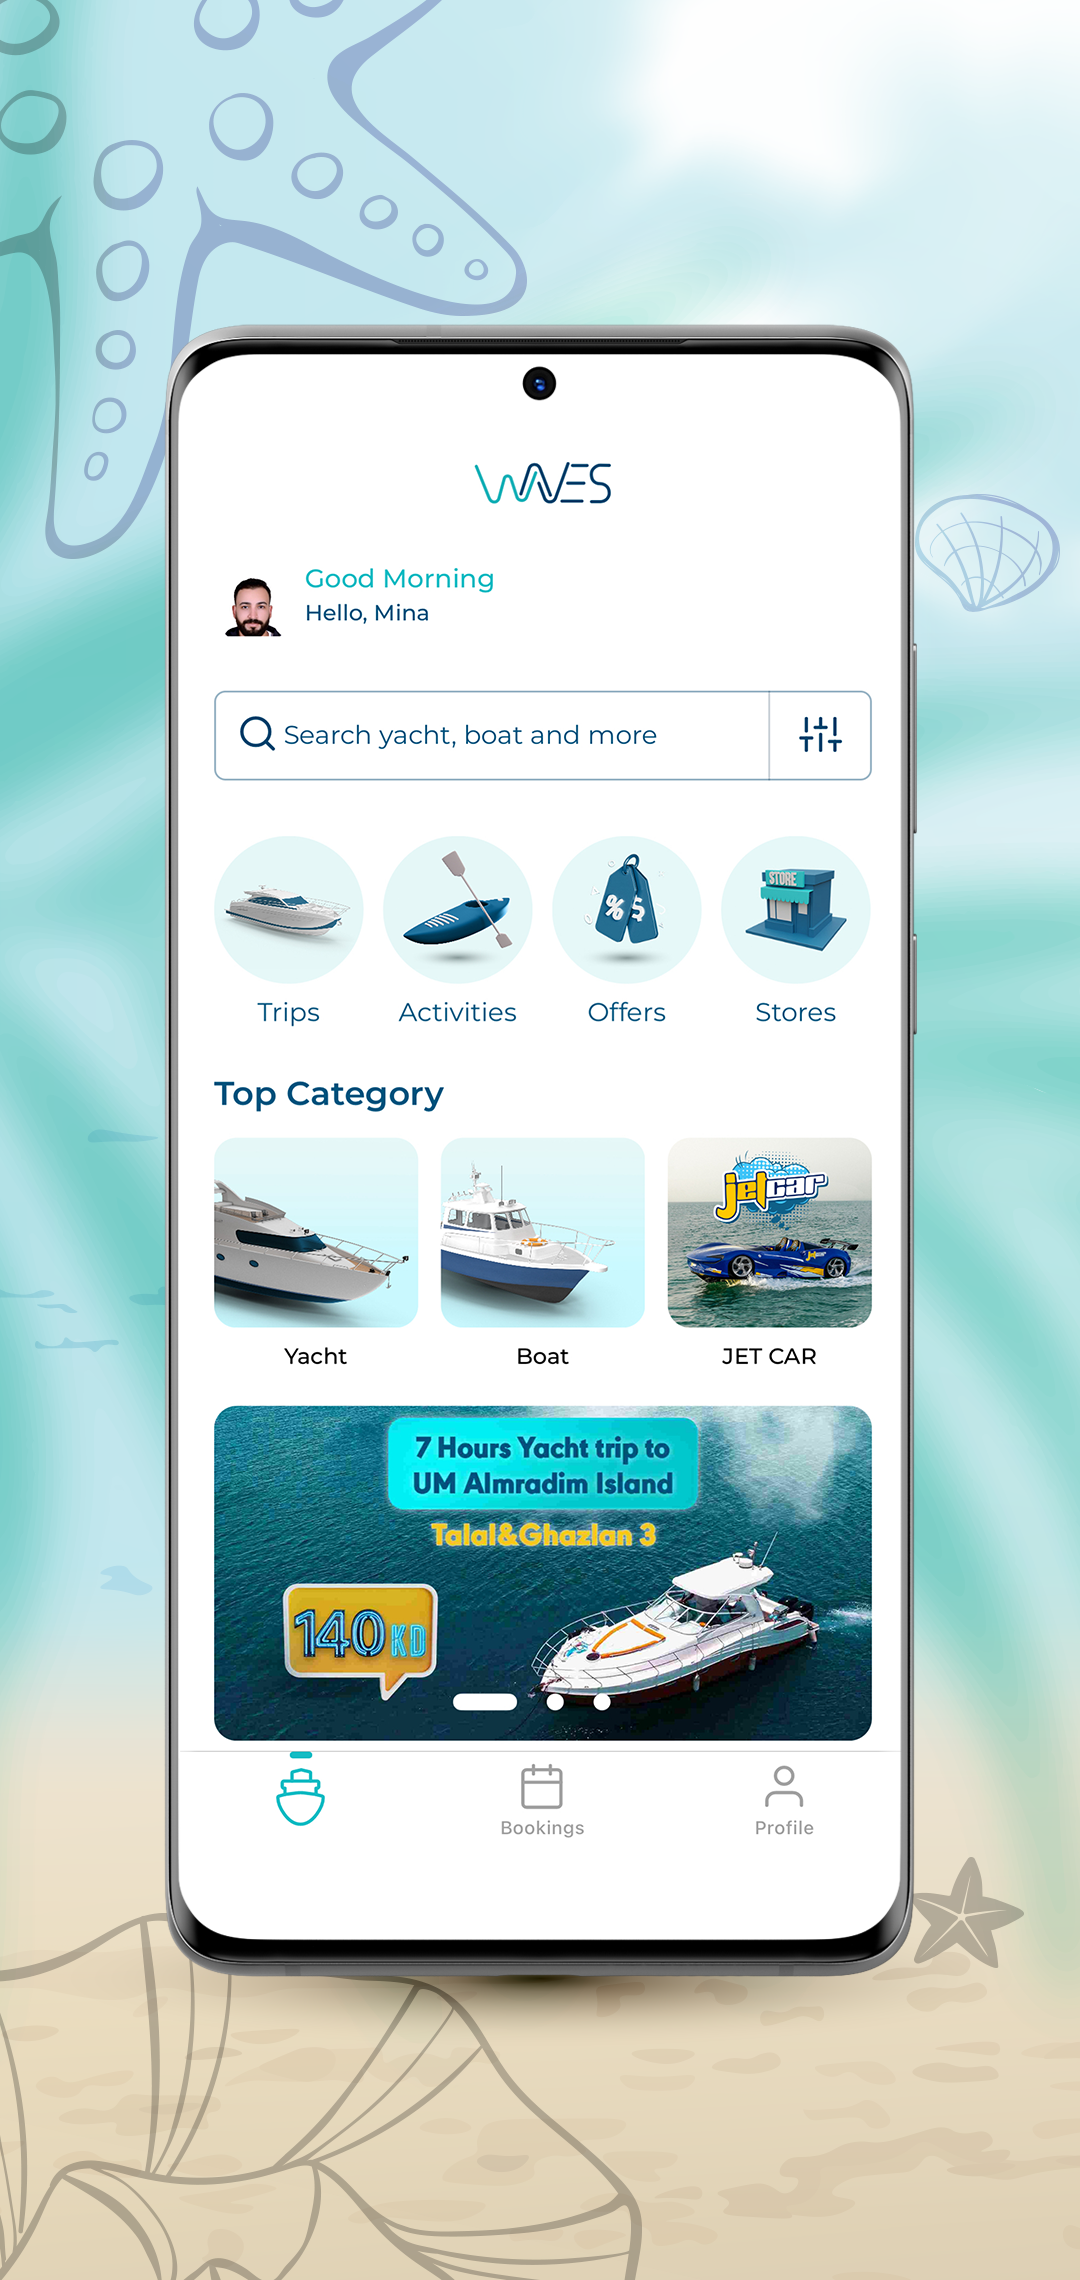 WAVES
Good Morning
Hello, Mina
Search yacht, boat and more
% $
STORE
Trips
Activities
Offers
Stores
Top Category
jetcar
Yacht
Boat
JET CAR
7 Hours Yacht trip to
UM Almradim Island
Talal&Ghazlan 3
140 KD
Bookings
Profile